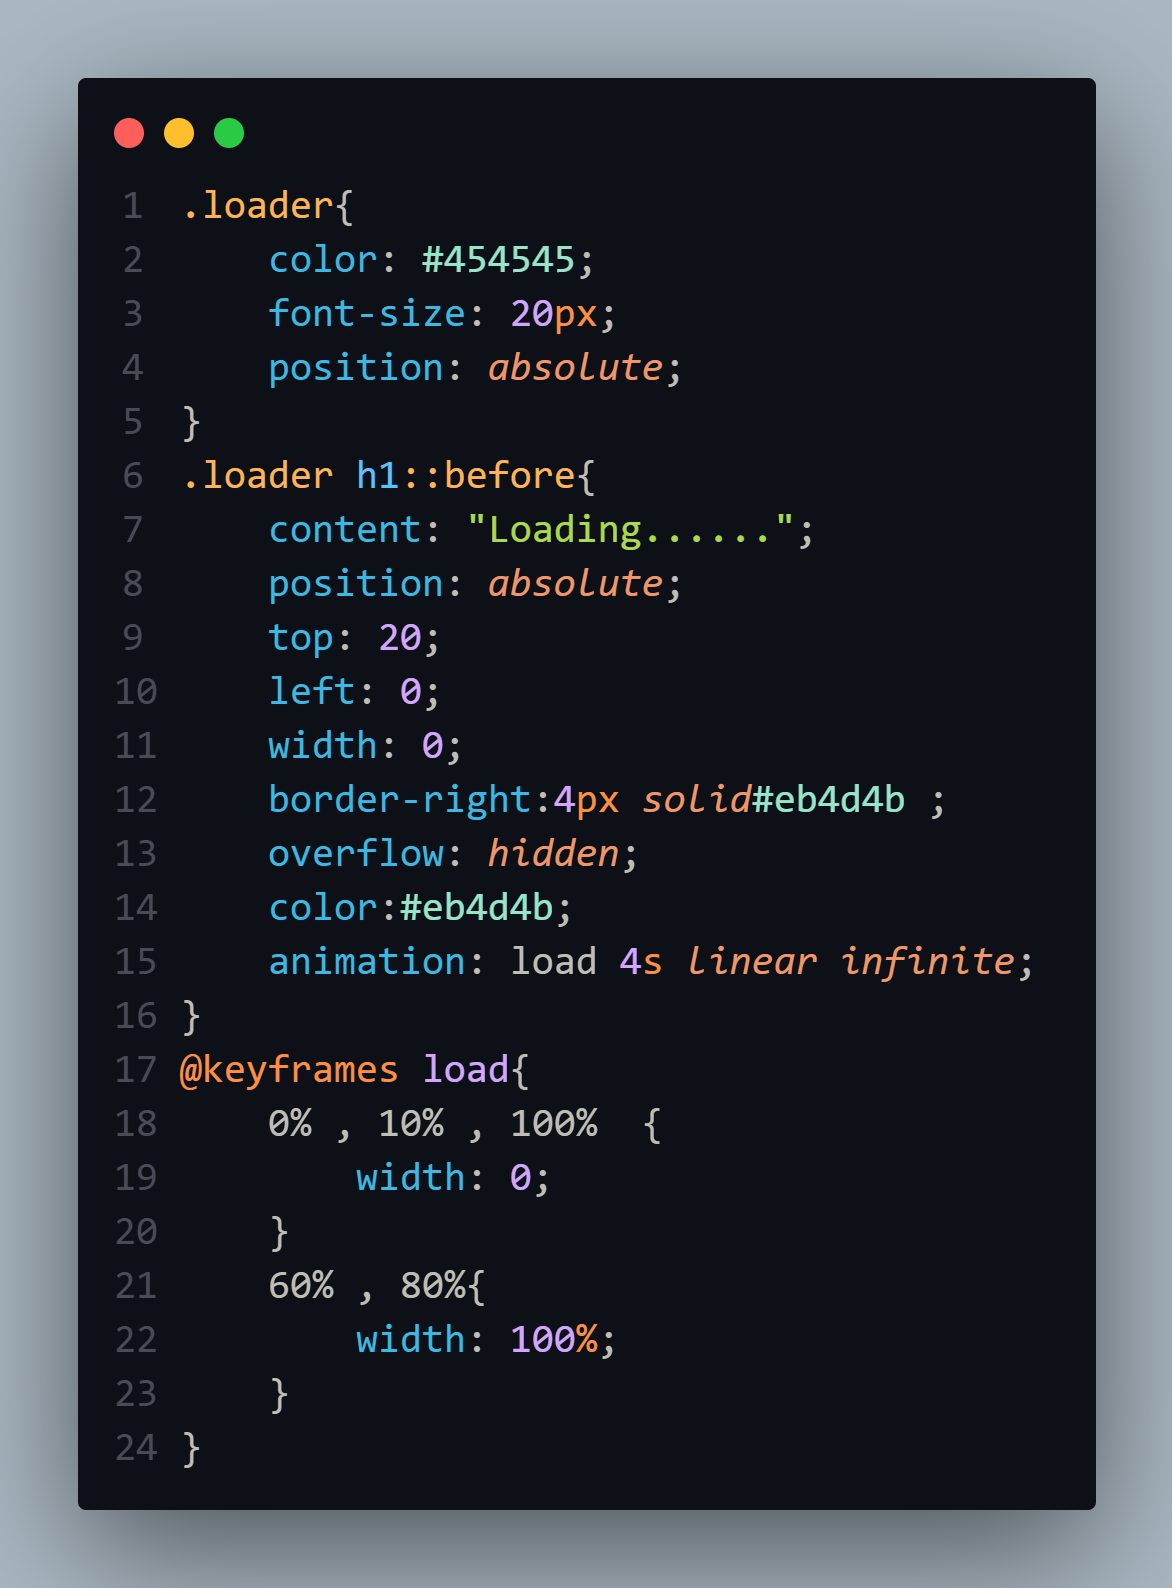 1 .loader{
2     color: #454545;
3     font-size: 20px;
4     position: absolute;
5 }
6 .loader h1::before{
7     content: "Loading......";
8     position: absolute;
9     top: 20;
10     left: 0;
11     width: 0;
12     border-right:4px solid#eb4d4b ;
13     overflow: hidden;
14     color:#eb4d4b;
15     animation: load 4s linear infinite;
16 }
17 @keyframes load{
18     0% , 10% , 100%  {
19         width: 0;
20     }
21     60% , 80%{
22         width: 100%;
23     }
24 }